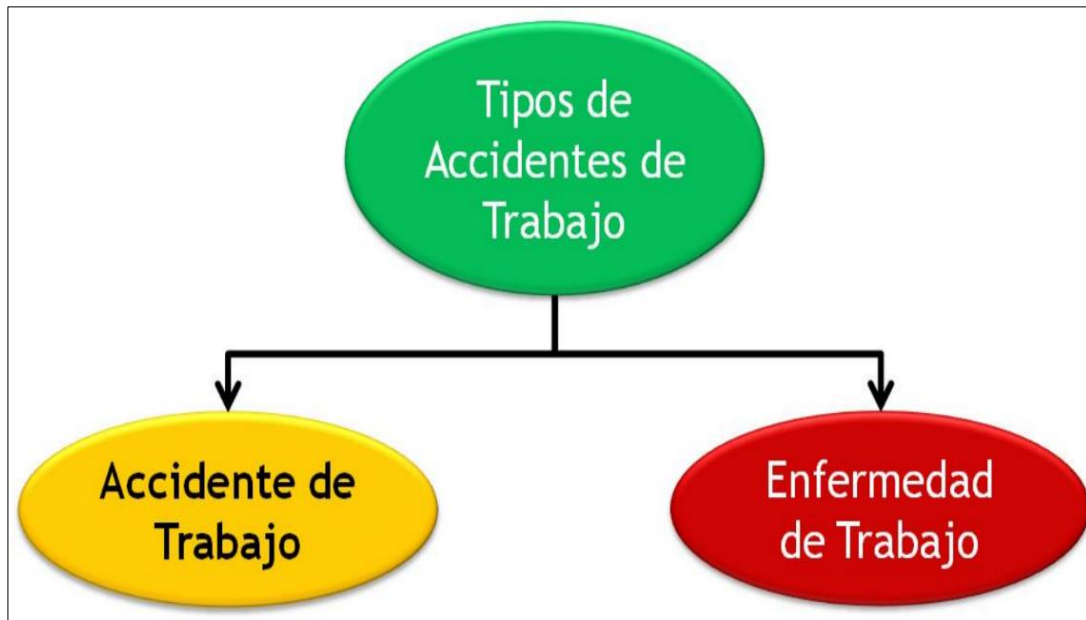 Tipos de
Accidentes de
Trabajo
Accidente de
Trabajo
Enfermedad
de Trabajo